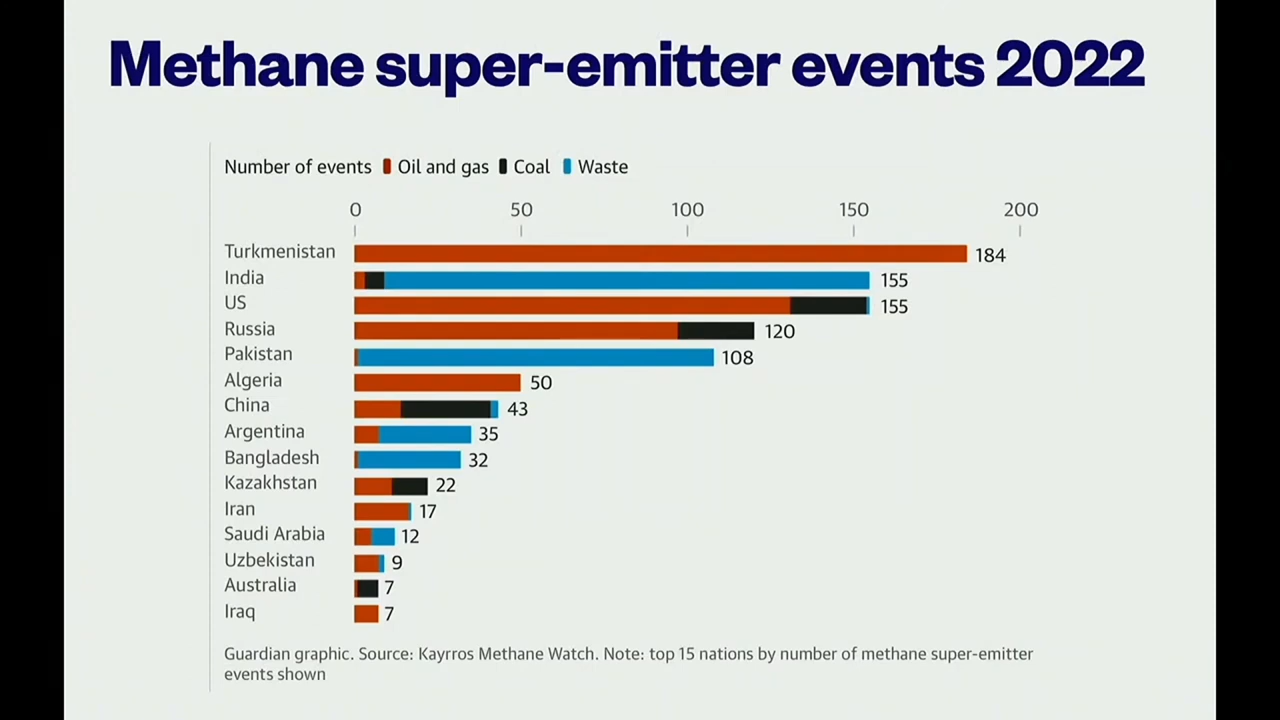 Methane super-emitter events 2022
Number of events Oil and gas Coal Waste
0 50 100 150 200
Turkmenistan 184
India 155
US 155
Russia 120
Pakistan 108
Algeria 50
China 43
Argentina 35
Bangladesh 32
Kazakhstan 22
Iran 17
Saudi Arabia 12
Uzbekistan 9
Australia 7
Iraq 7
Guardian graphic. Source: Kayrros Methane Watch. Note: top 15 nations by number of methane super-emitter
events shown